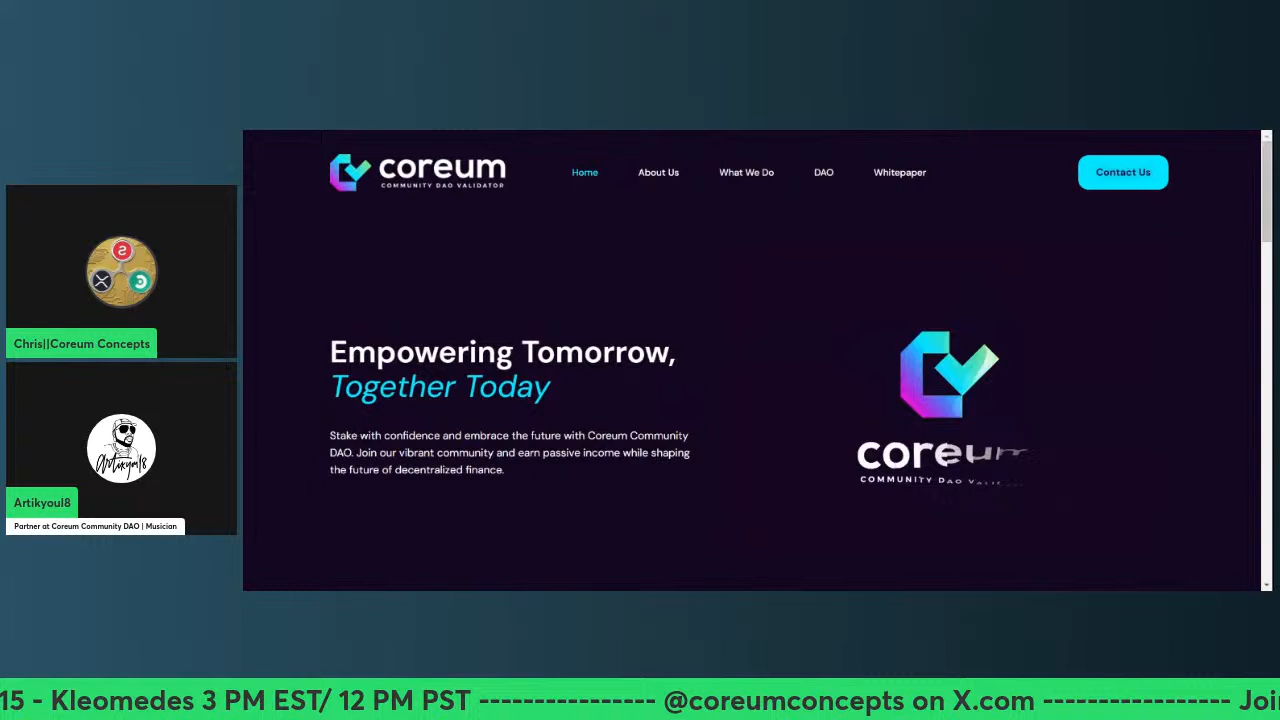 coreum
COMMUNITY DAO VALIDATOR
Home
About Us
What We Do
DAO
Whitepaper
Contact Us
Chris||Coreum Concepts
Artikyoul8
Artikyoul8
Partner at Coreum Community DAO | Musician
Empowering Tomorrow,
Together Today
Stake with confidence and embrace the future with Coreum Community
DAO. Join our vibrant community and earn passive income while shaping
the future of decentralized finance.
coreum
COMMUNITY DAO
15 - Kleomedes 3 PM EST/ 12 PM PST ---------------- @coreumconcepts on X.com ----------------- Joi